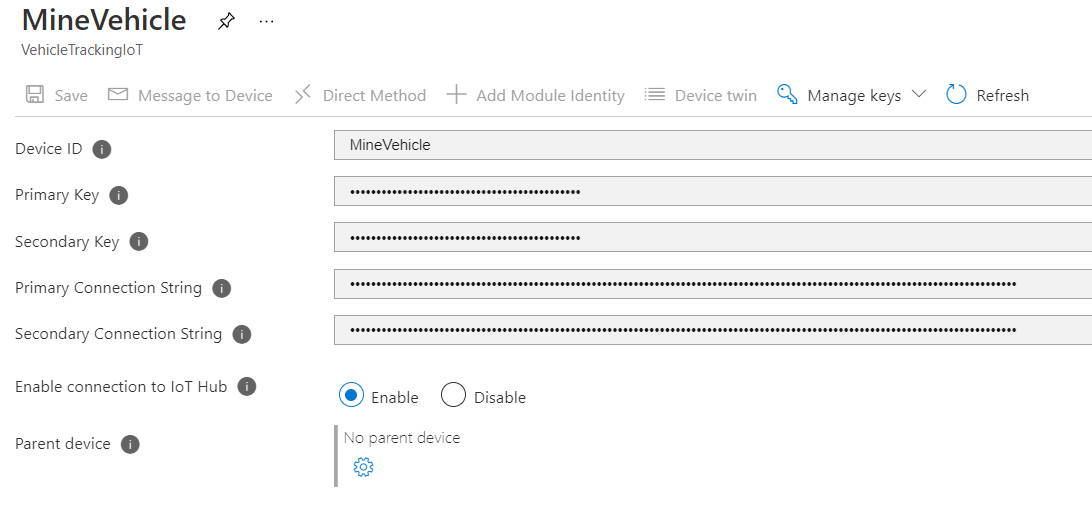 MineVehicle
VehicleTrackingIoT
Save Message to Device Direct Method Add Module Identity Device twin Manage keys Refresh
Device ID MineVehicle
Primary Key ••••••••••••••••••••••••••••••••••••••••••••
Secondary Key ••••••••••••••••••••••••••••••••••••••••••••
Primary Connection String
Secondary Connection String
Enable connection to IoT Hub Enable Disable
Parent device No parent device